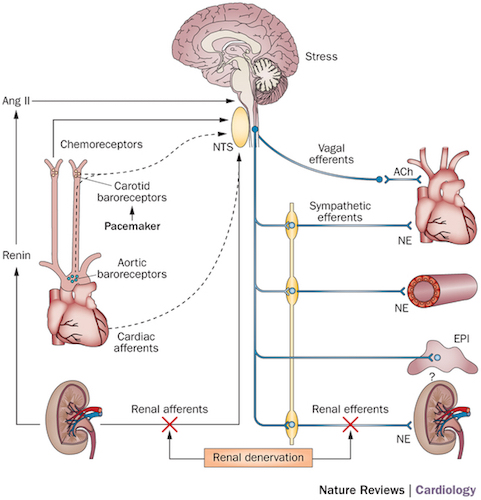 Stress
Ang II
Chemoreceptors
NTS
Vagal
efferents
ACh
Carotid
baroreceptors
Pacemaker
Sympathetic
efferents
NE
Renin
Aortic
baroreceptors
NE
Cardiac
afferents
EPI
?
Renal afferents
Renal efferents
NE
Renal denervation
Nature Reviews | Cardiology